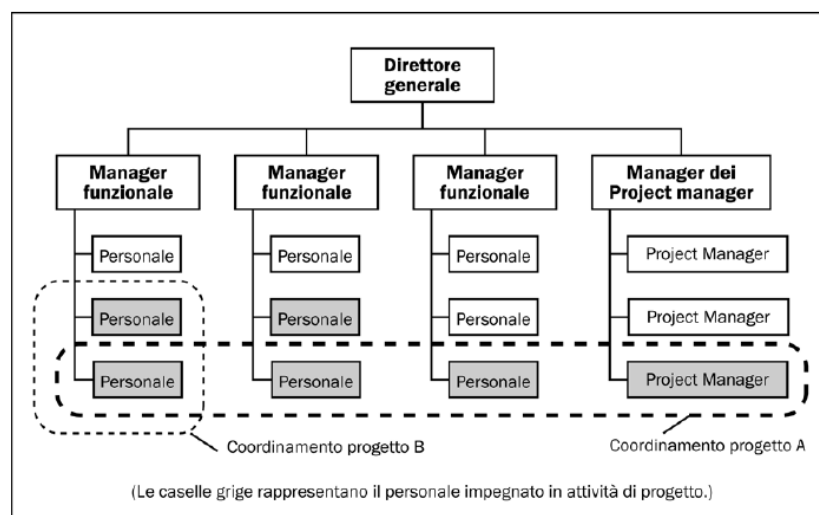 Direttore
generale
Manager
funzionale
Manager
funzionale
Manager
funzionale
Manager dei
Project manager
Personale
Personale
Personale
Project Manager
Personale
Personale
Personale
Project Manager
Personale
Personale
Personale
Project Manager
Coordinamento progetto B
Coordinamento progetto A
(Le caselle grige rappresentano il personale impegnato in attività di progetto.)